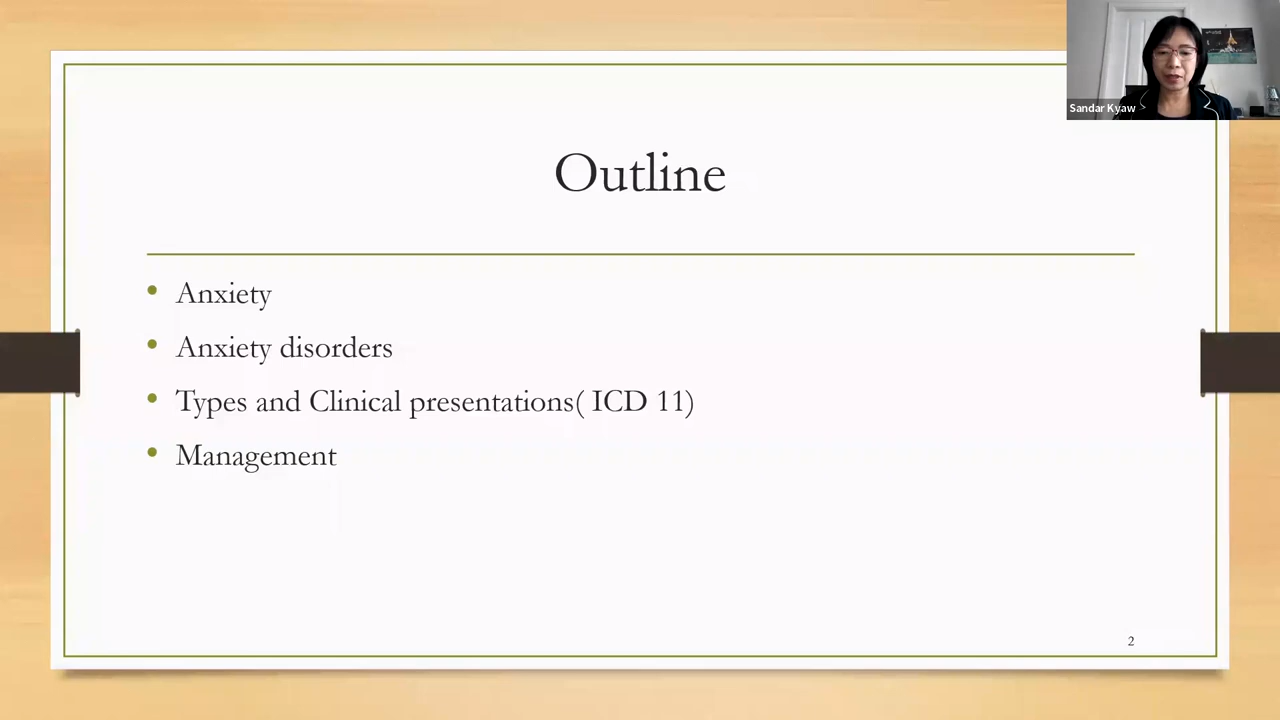 Sandar Kyaw
Outline
Anxiety
Anxiety disorders
Types and Clinical presentations( ICD 11)
Management
2